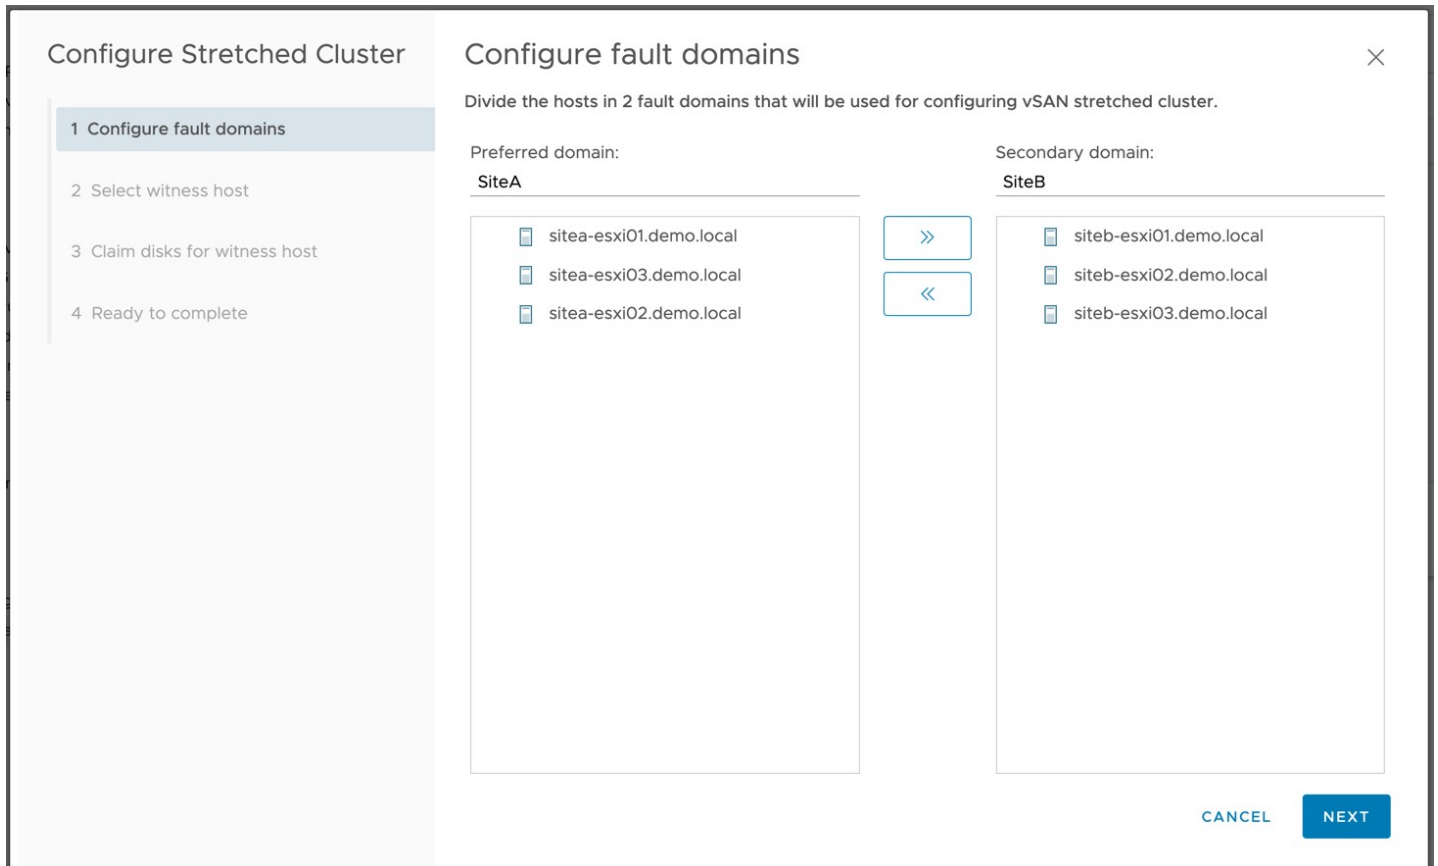 Configure Stretched Cluster
1 Configure fault domains
2 Select witness host
3 Claim disks for witness host
4 Ready to complete
Configure fault domains
Divide the hosts in 2 fault domains that will be used for configuring vSAN stretched cluster.
Preferred domain:
SiteA
sitea-esxi01.demo.local
sitea-esxi03.demo.local
sitea-esxi02.demo.local
Secondary domain:
SiteB
siteb-esxi01.demo.local
siteb-esxi02.demo.local
siteb-esxi03.demo.local
CANCEL
NEXT